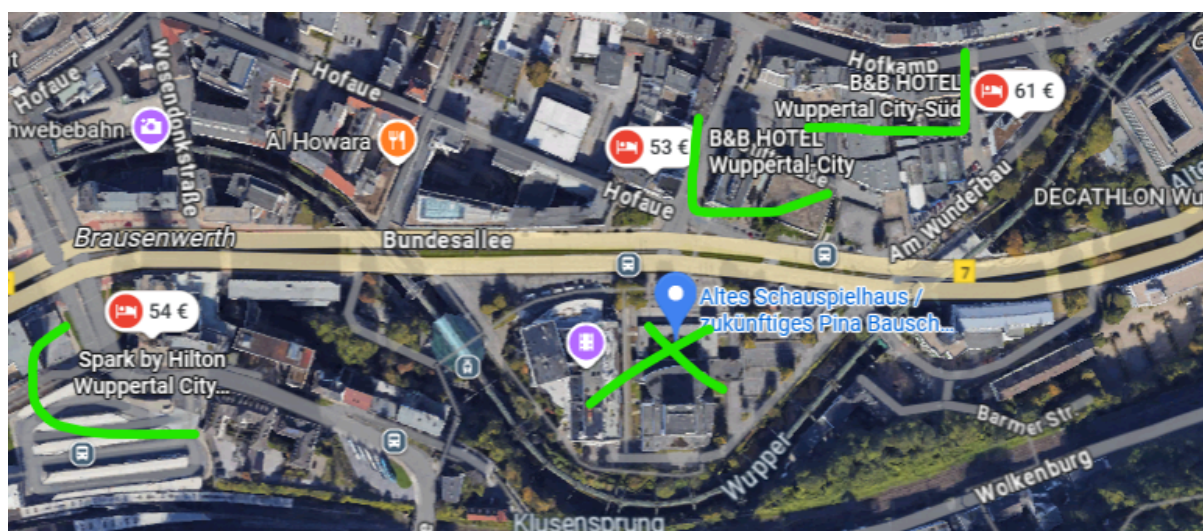 Hofaue
Wesendonkstraße
Hofaue
hwebebahn
Al Howara
53 €
B&B HOTEL
Wuppertal-City
Hofkamp
B&B HOTEL
Wuppertal City-Süd
61 €
Hofaue
Am Wunderbau
DECATHLON Wu
Brausenwerth
Bundesallee
7
54 €
Spark by Hilton
Wuppertal City...
Altes Schauspielhaus /
zukünftiges Pina Bausch...
Barmer Str.
Wupper
Wolkenburg
Klusensprung